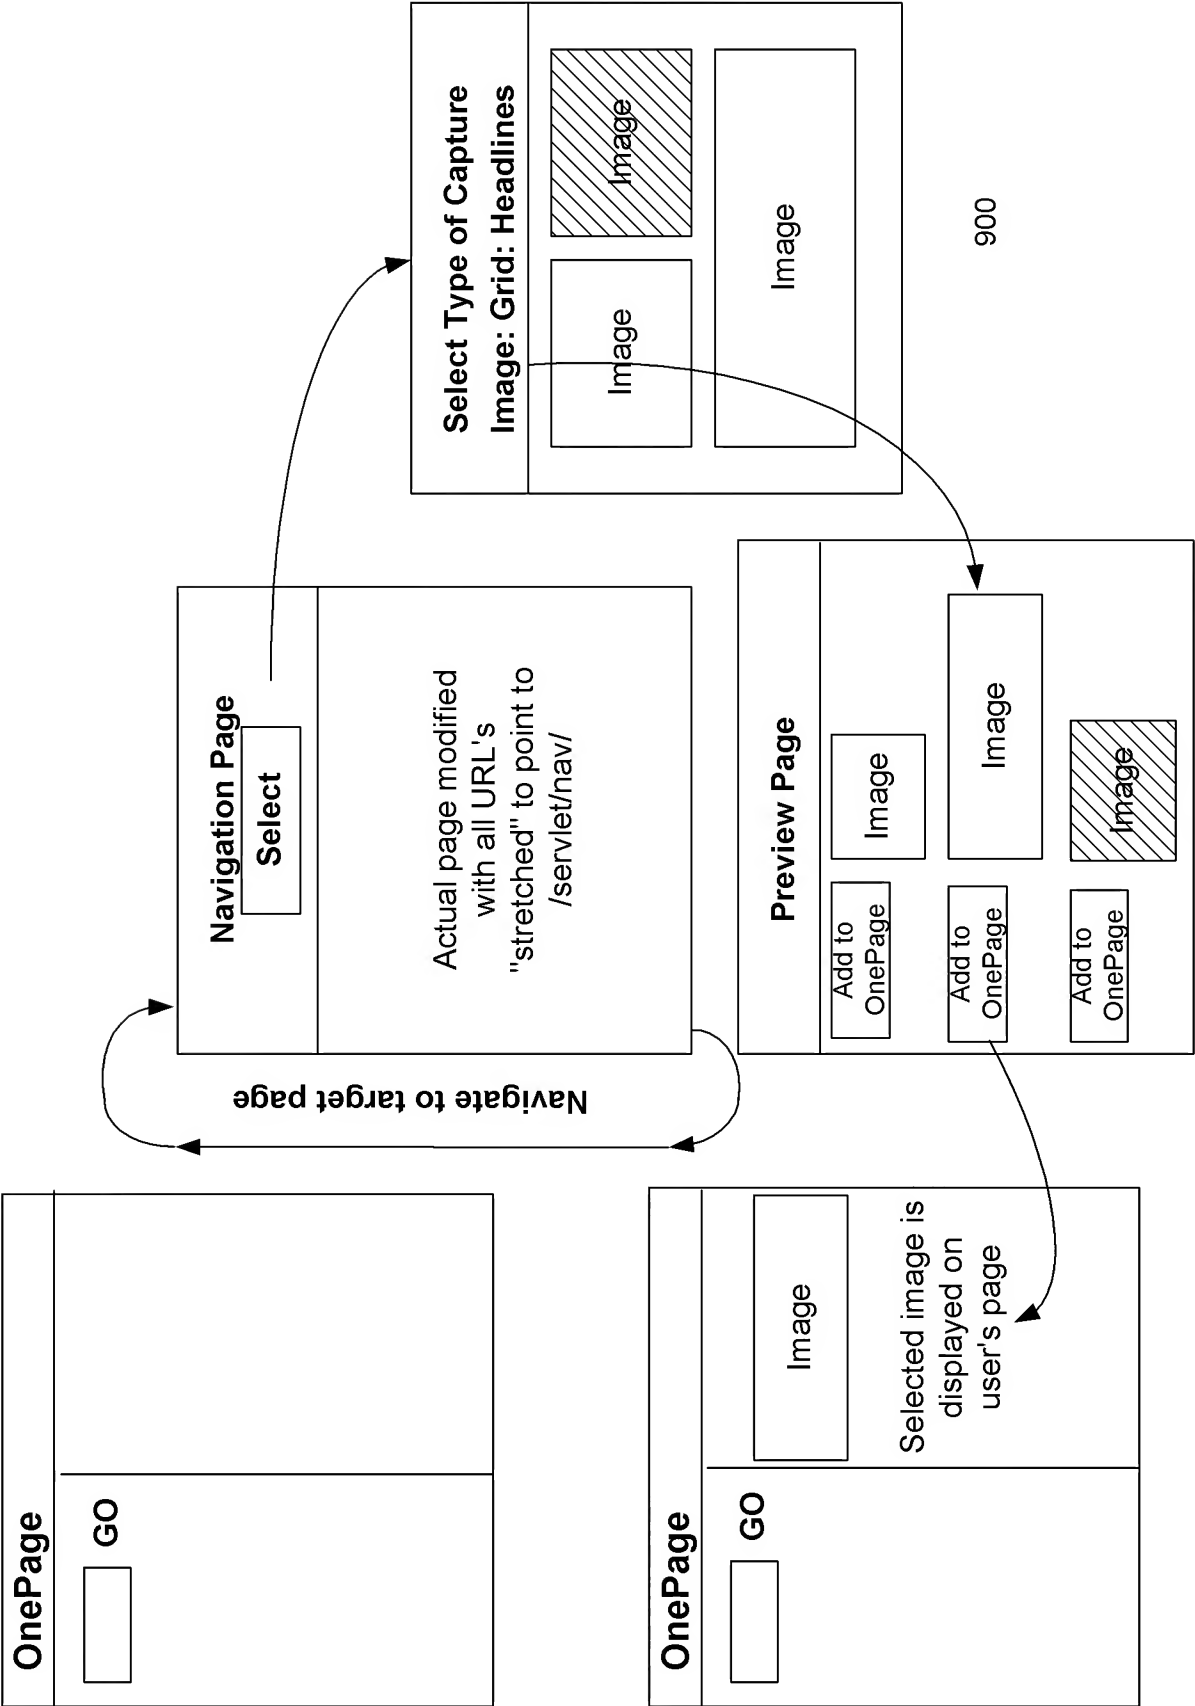 OnePage
GO
Navigate to target page
Navigation Page
Select
Actual page modified
with all URL's
"stretched" to point to
/servlet/nav/
Select Type of Capture
Image: Grid: Headlines
Image
Image
Image
OnePage
GO
Image
Selected image is
displayed on
user's page
Preview Page
Add to
OnePage
Image
Add to
OnePage
Image
Add to
OnePage
Image
900